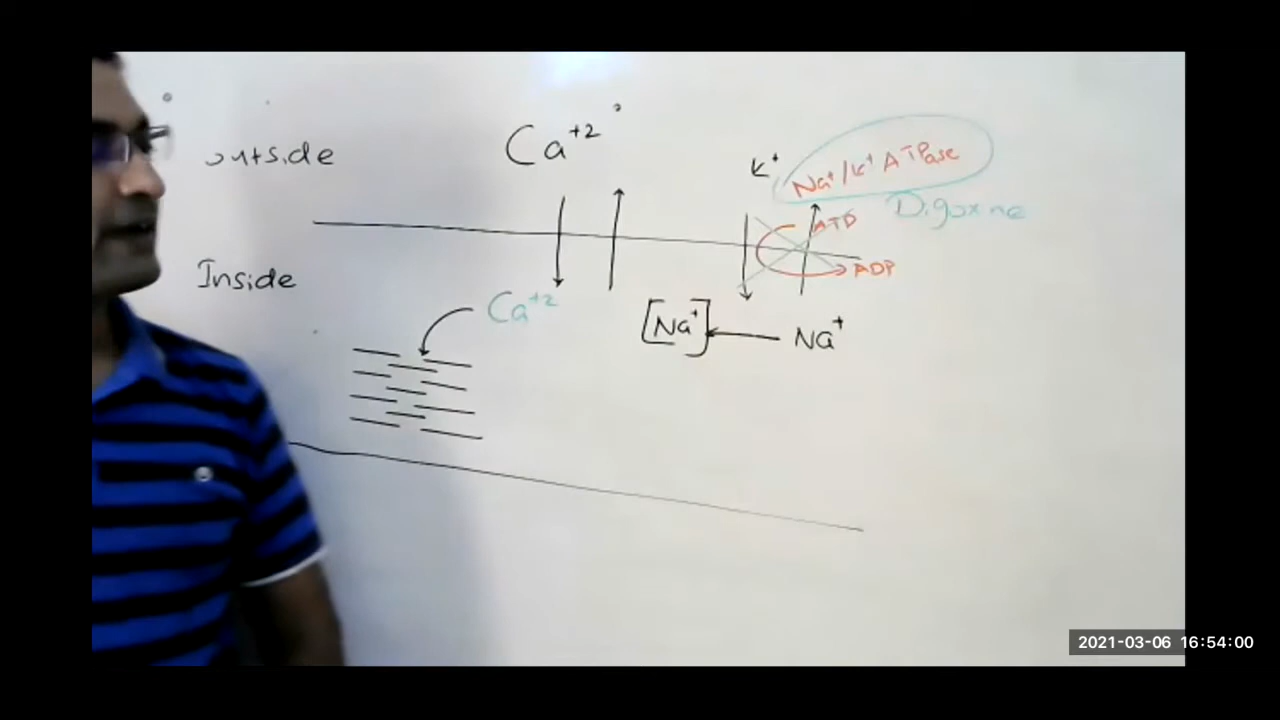 outside
Ca+2
K+
Na+/K+ ATPase
Digoxine
ATP
ADP
Inside
Ca+2
[Na+]
Na+
2021-03-06 16:54:00